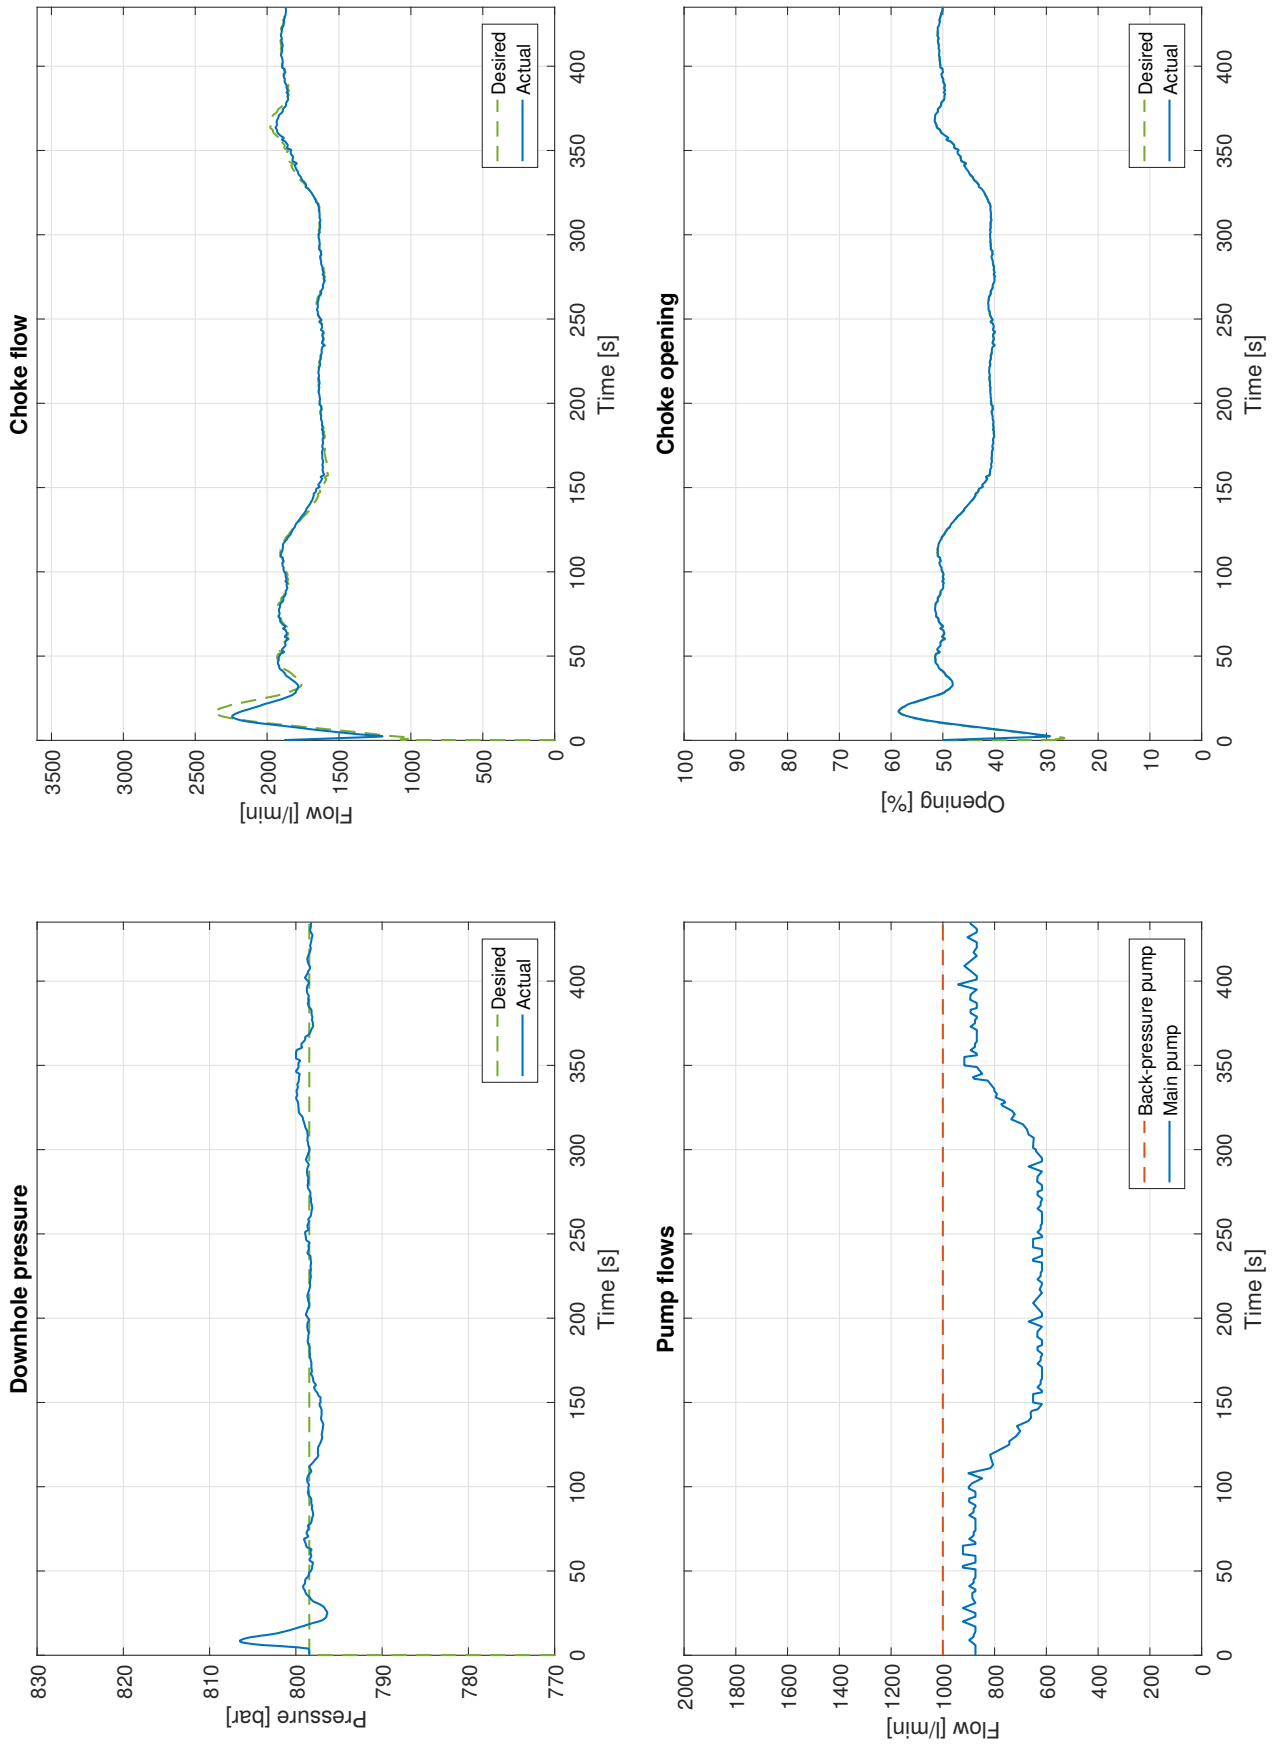 Downhole pressure
Pressure [bar]
830
820
810
800
790
780
770
0 50 100 150 200 250 300 350 400
Time [s]
Desired
Actual
Choke flow
Flow [l/min]
3500
3000
2500
2000
1500
1000
500
0
0 50 100 150 200 250 300 350 400
Time [s]
Desired
Actual
Pump flows
Flow [l/min]
2000
1800
1600
1400
1200
1000
800
600
400
200
0
0 50 100 150 200 250 300 350 400
Time [s]
Back-pressure pump
Main pump
Choke opening
Opening [%]
100
90
80
70
60
50
40
30
20
10
0
0 50 100 150 200 250 300 350 400
Time [s]
Desired
Actual